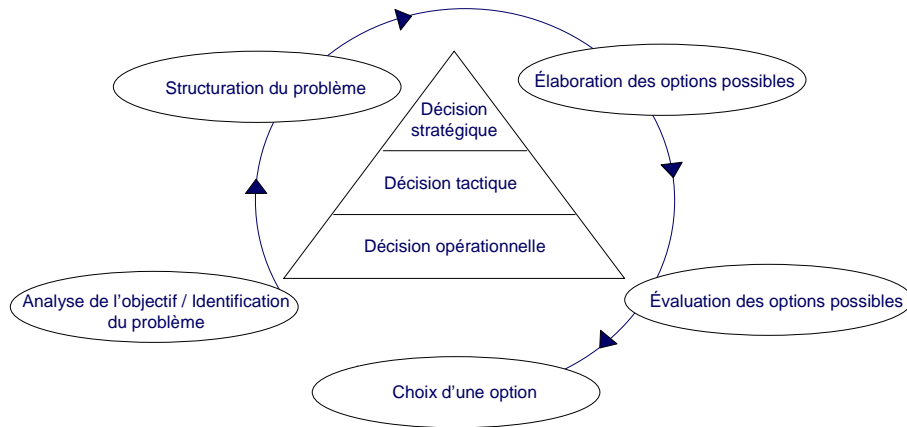 Structuration du problème
Élaboration des options possibles
Décision
stratégique
Décision tactique
Décision opérationnelle
Analyse de l'objectif / Identification
du problème
Évaluation des options possibles
Choix d'une option